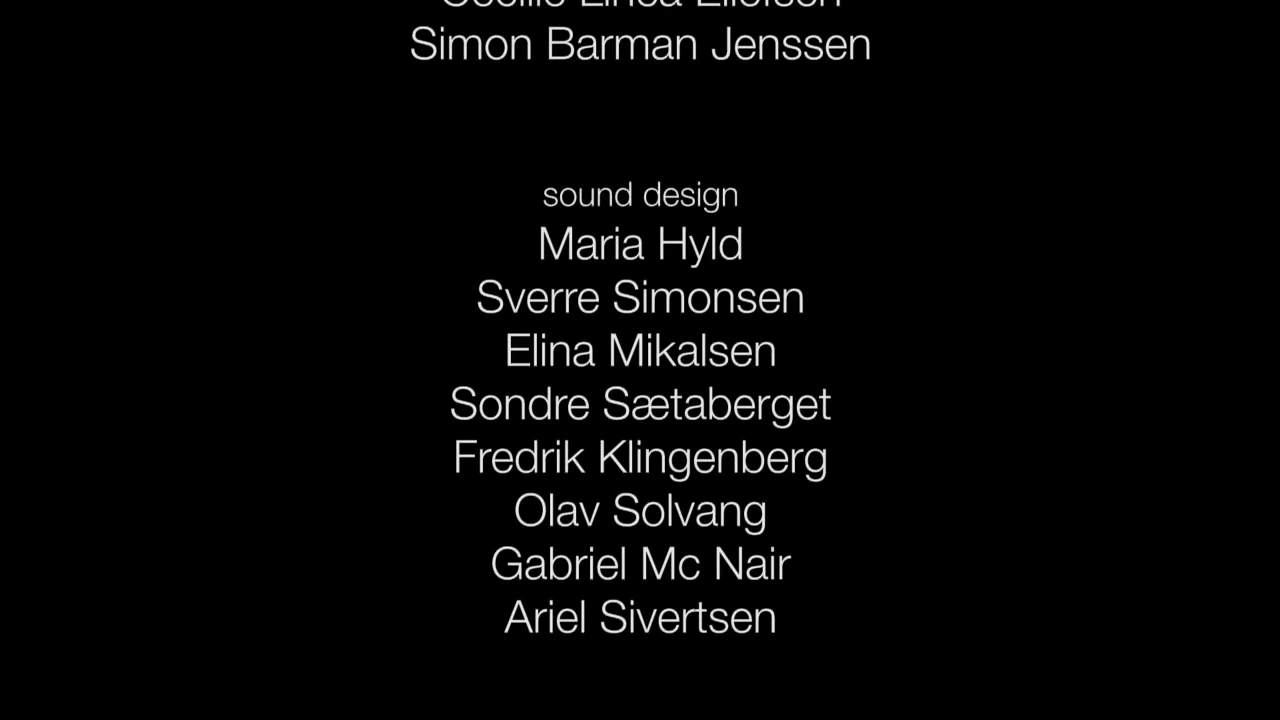 Simon Barman Jenssen
sound design
Maria Hyld
Sverre Simonsen
Elina Mikalsen
Sondre Sætaberget
Fredrik Klingenberg
Olav Solvang
Gabriel Mc Nair
Ariel Sivertsen